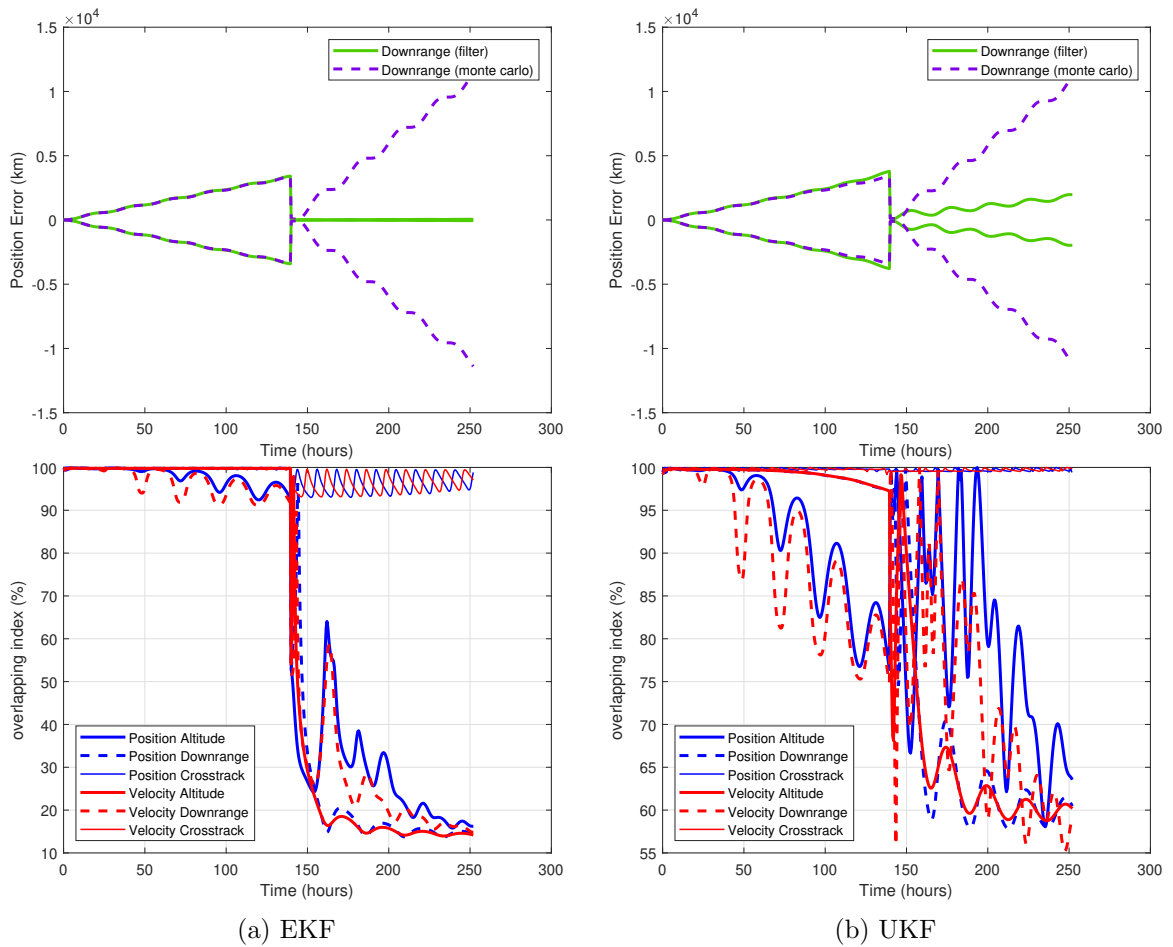 ×10⁴
1.5
1
0.5
0
-0.5
-1
-1.5
Position Error (km)
0 50 100 150 200 250 300
Time (hours)
Downrange (filter)
Downrange (monte carlo)
×10⁴
1.5
1
0.5
0
-0.5
-1
-1.5
Position Error (km)
0 50 100 150 200 250 300
Time (hours)
Downrange (filter)
Downrange (monte carlo)
100
90
80
70
60
50
40
30
20
10
overlapping index (%)
0 50 100 150 200 250 300
Time (hours)
Position Altitude
Position Downrange
Position Crosstrack
Velocity Altitude
Velocity Downrange
Velocity Crosstrack
(a) EKF
100
95
90
85
80
75
70
65
60
55
overlapping index (%)
0 50 100 150 200 250 300
Time (hours)
Position Altitude
Position Downrange
Position Crosstrack
Velocity Altitude
Velocity Downrange
Velocity Crosstrack
(b) UKF